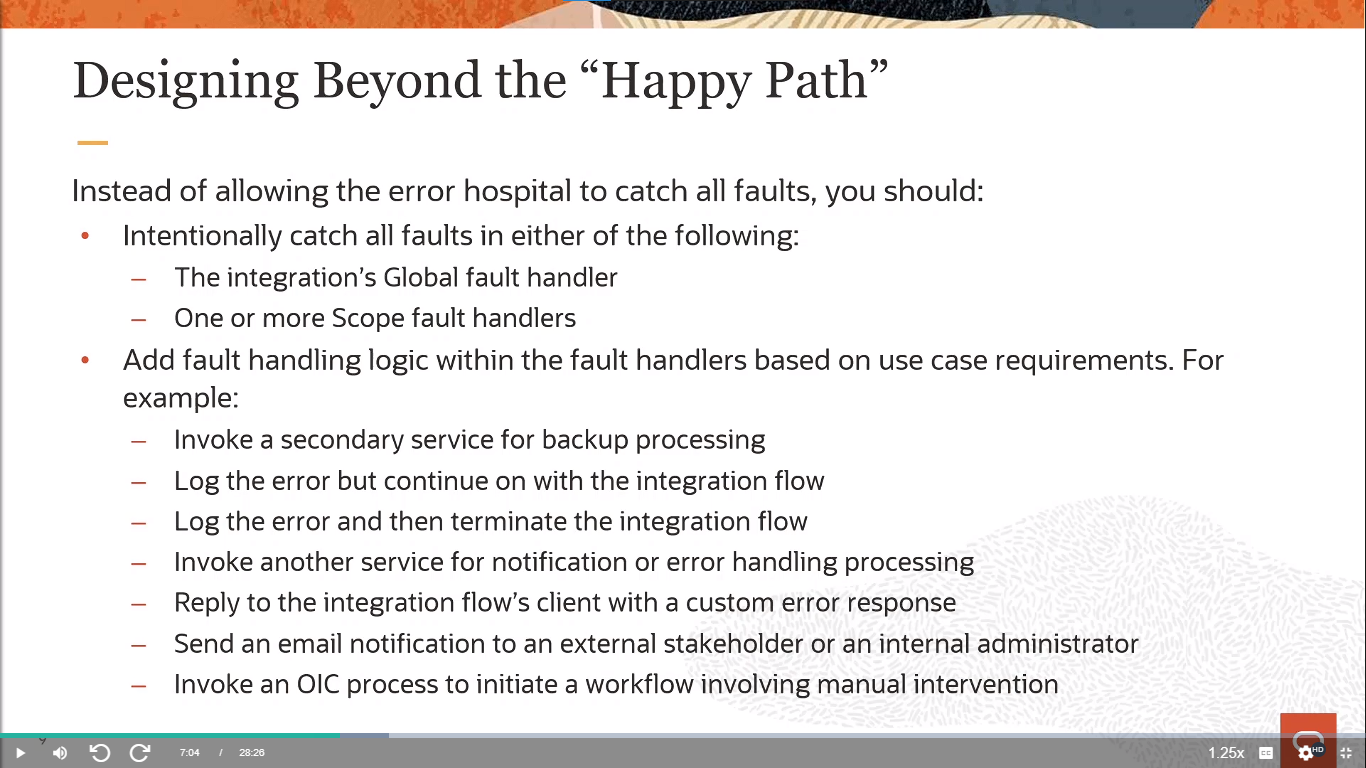 Designing Beyond the “Happy Path”
Instead of allowing the error hospital to catch all faults, you should:
• Intentionally catch all faults in either of the following:
– The integration’s Global fault handler
– One or more Scope fault handlers
• Add fault handling logic within the fault handlers based on use case requirements. For
example:
– Invoke a secondary service for backup processing
– Log the error but continue on with the integration flow
– Log the error and then terminate the integration flow
– Invoke another service for notification or error handling processing
– Reply to the integration flow’s client with a custom error response
– Send an email notification to an external stakeholder or an internal administrator
– Invoke an OIC process to initiate a workflow involving manual intervention
7:04 / 28:26 1.25x CC HD